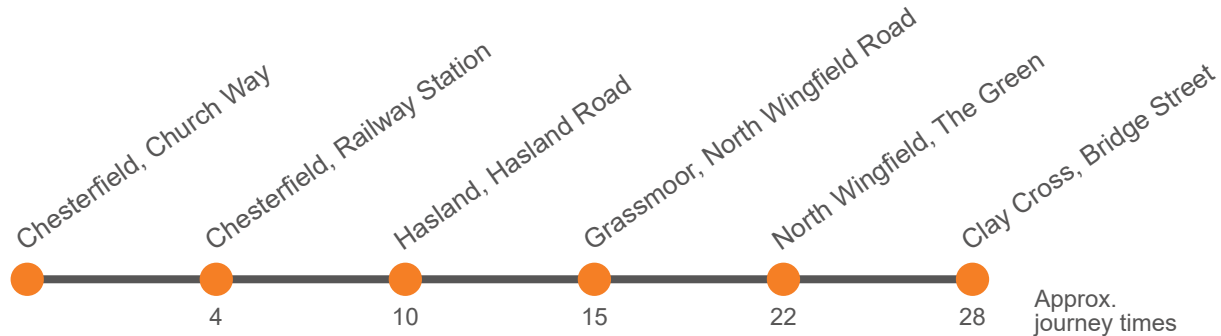 Chesterfield, Church Way
Chesterfield, Railway Station
Hasland, Hasland Road
Grassmoor, North Wingfield Road
North Wingfield, The Green
Clay Cross, Bridge Street
4
10
15
22
28
Approx.
journey times